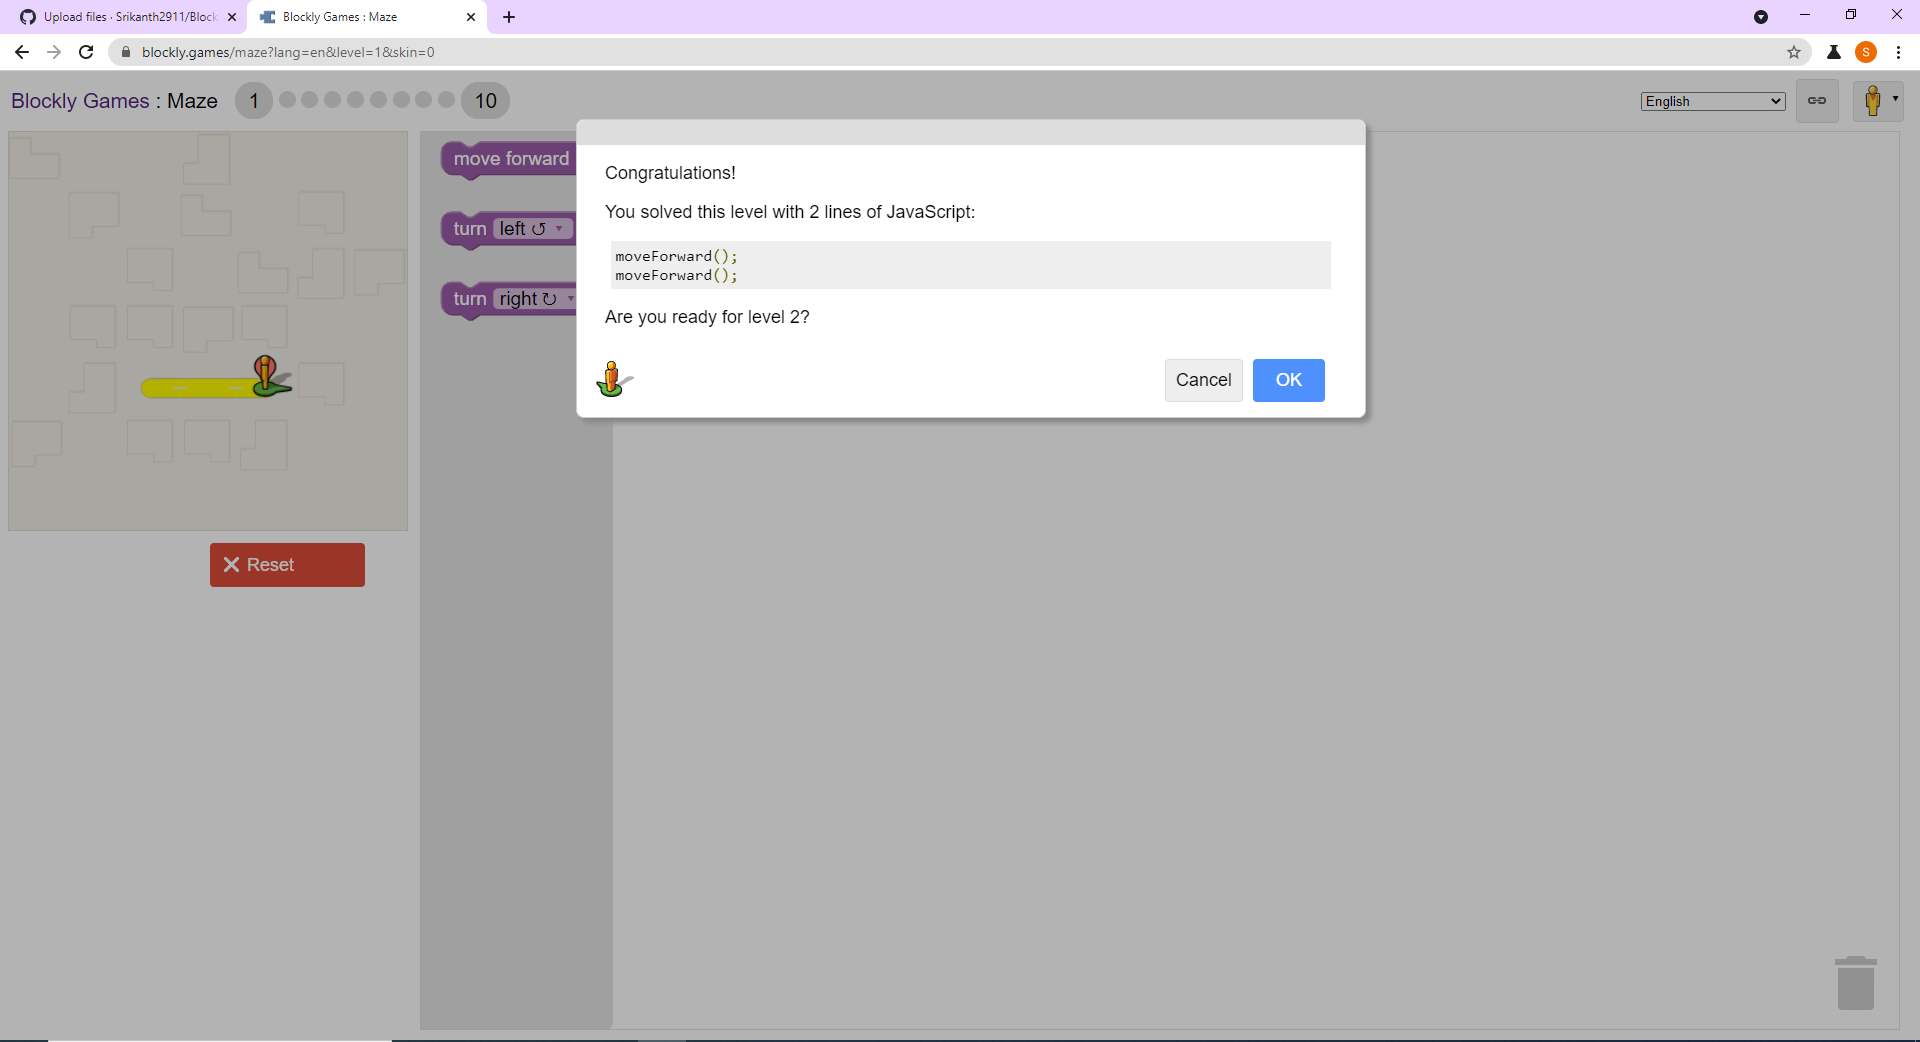 Upload files · Srikanth2911/Block
Blockly Games : Maze
blockly.games/maze?lang=en&level=1&skin=0
S
Blockly Games : Maze
1
10
English
move forward
turn left ↺
turn right ↻
Congratulations!
You solved this level with 2 lines of JavaScript:
moveForward();
moveForward();
Are you ready for level 2?
Cancel
OK
Reset